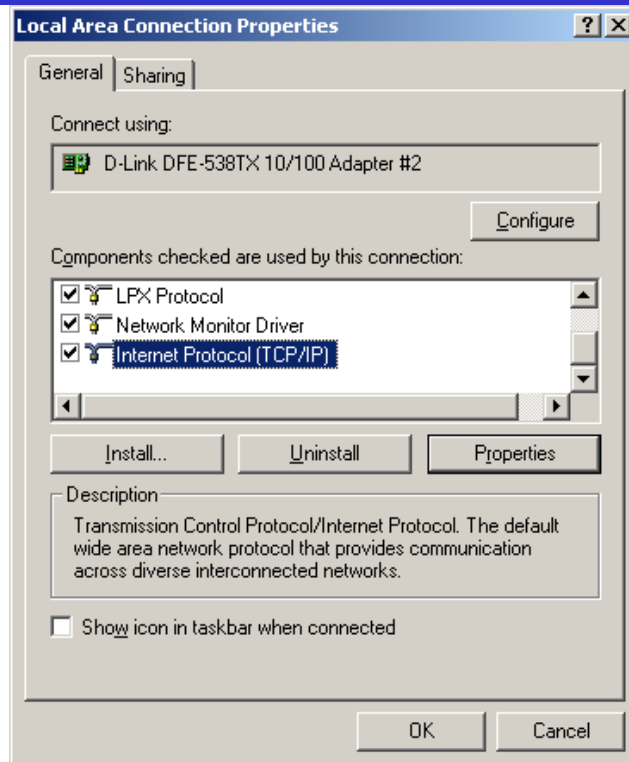 Local Area Connection Properties
General Sharing
Connect using:
D-Link DFE-538TX 10/100 Adapter #2
Configure
Components checked are used by this connection:
LPX Protocol
Network Monitor Driver
Internet Protocol (TCP/IP)
Install... Uninstall Properties
Description
Transmission Control Protocol/Internet Protocol. The default
wide area network protocol that provides communication
across diverse interconnected networks.
Show icon in taskbar when connected
OK Cancel